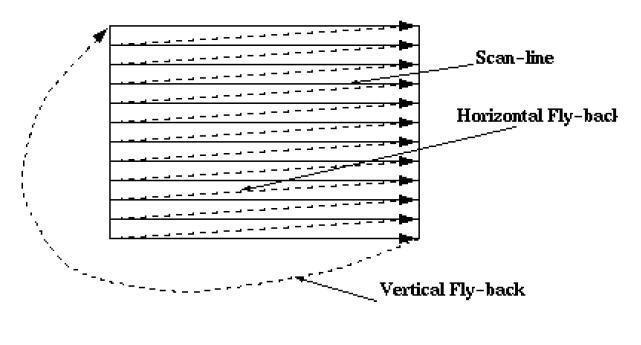 Scan-line
Horizontal Fly-bacl
Vertical Fly-back